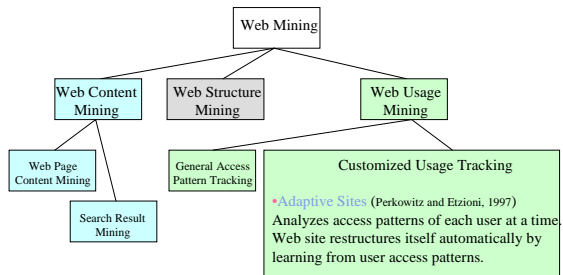 Web Mining
Web Content
Mining
Web Structure
Mining
Web Usage
Mining
Web Page
Content Mining
Search Result
Mining
General Access
Pattern Tracking
Customized Usage Tracking
•Adaptive Sites (Perkowitz and Etzioni, 1997)
Analyzes access patterns of each user at a time.
Web site restructures itself automatically by
learning from user access patterns.